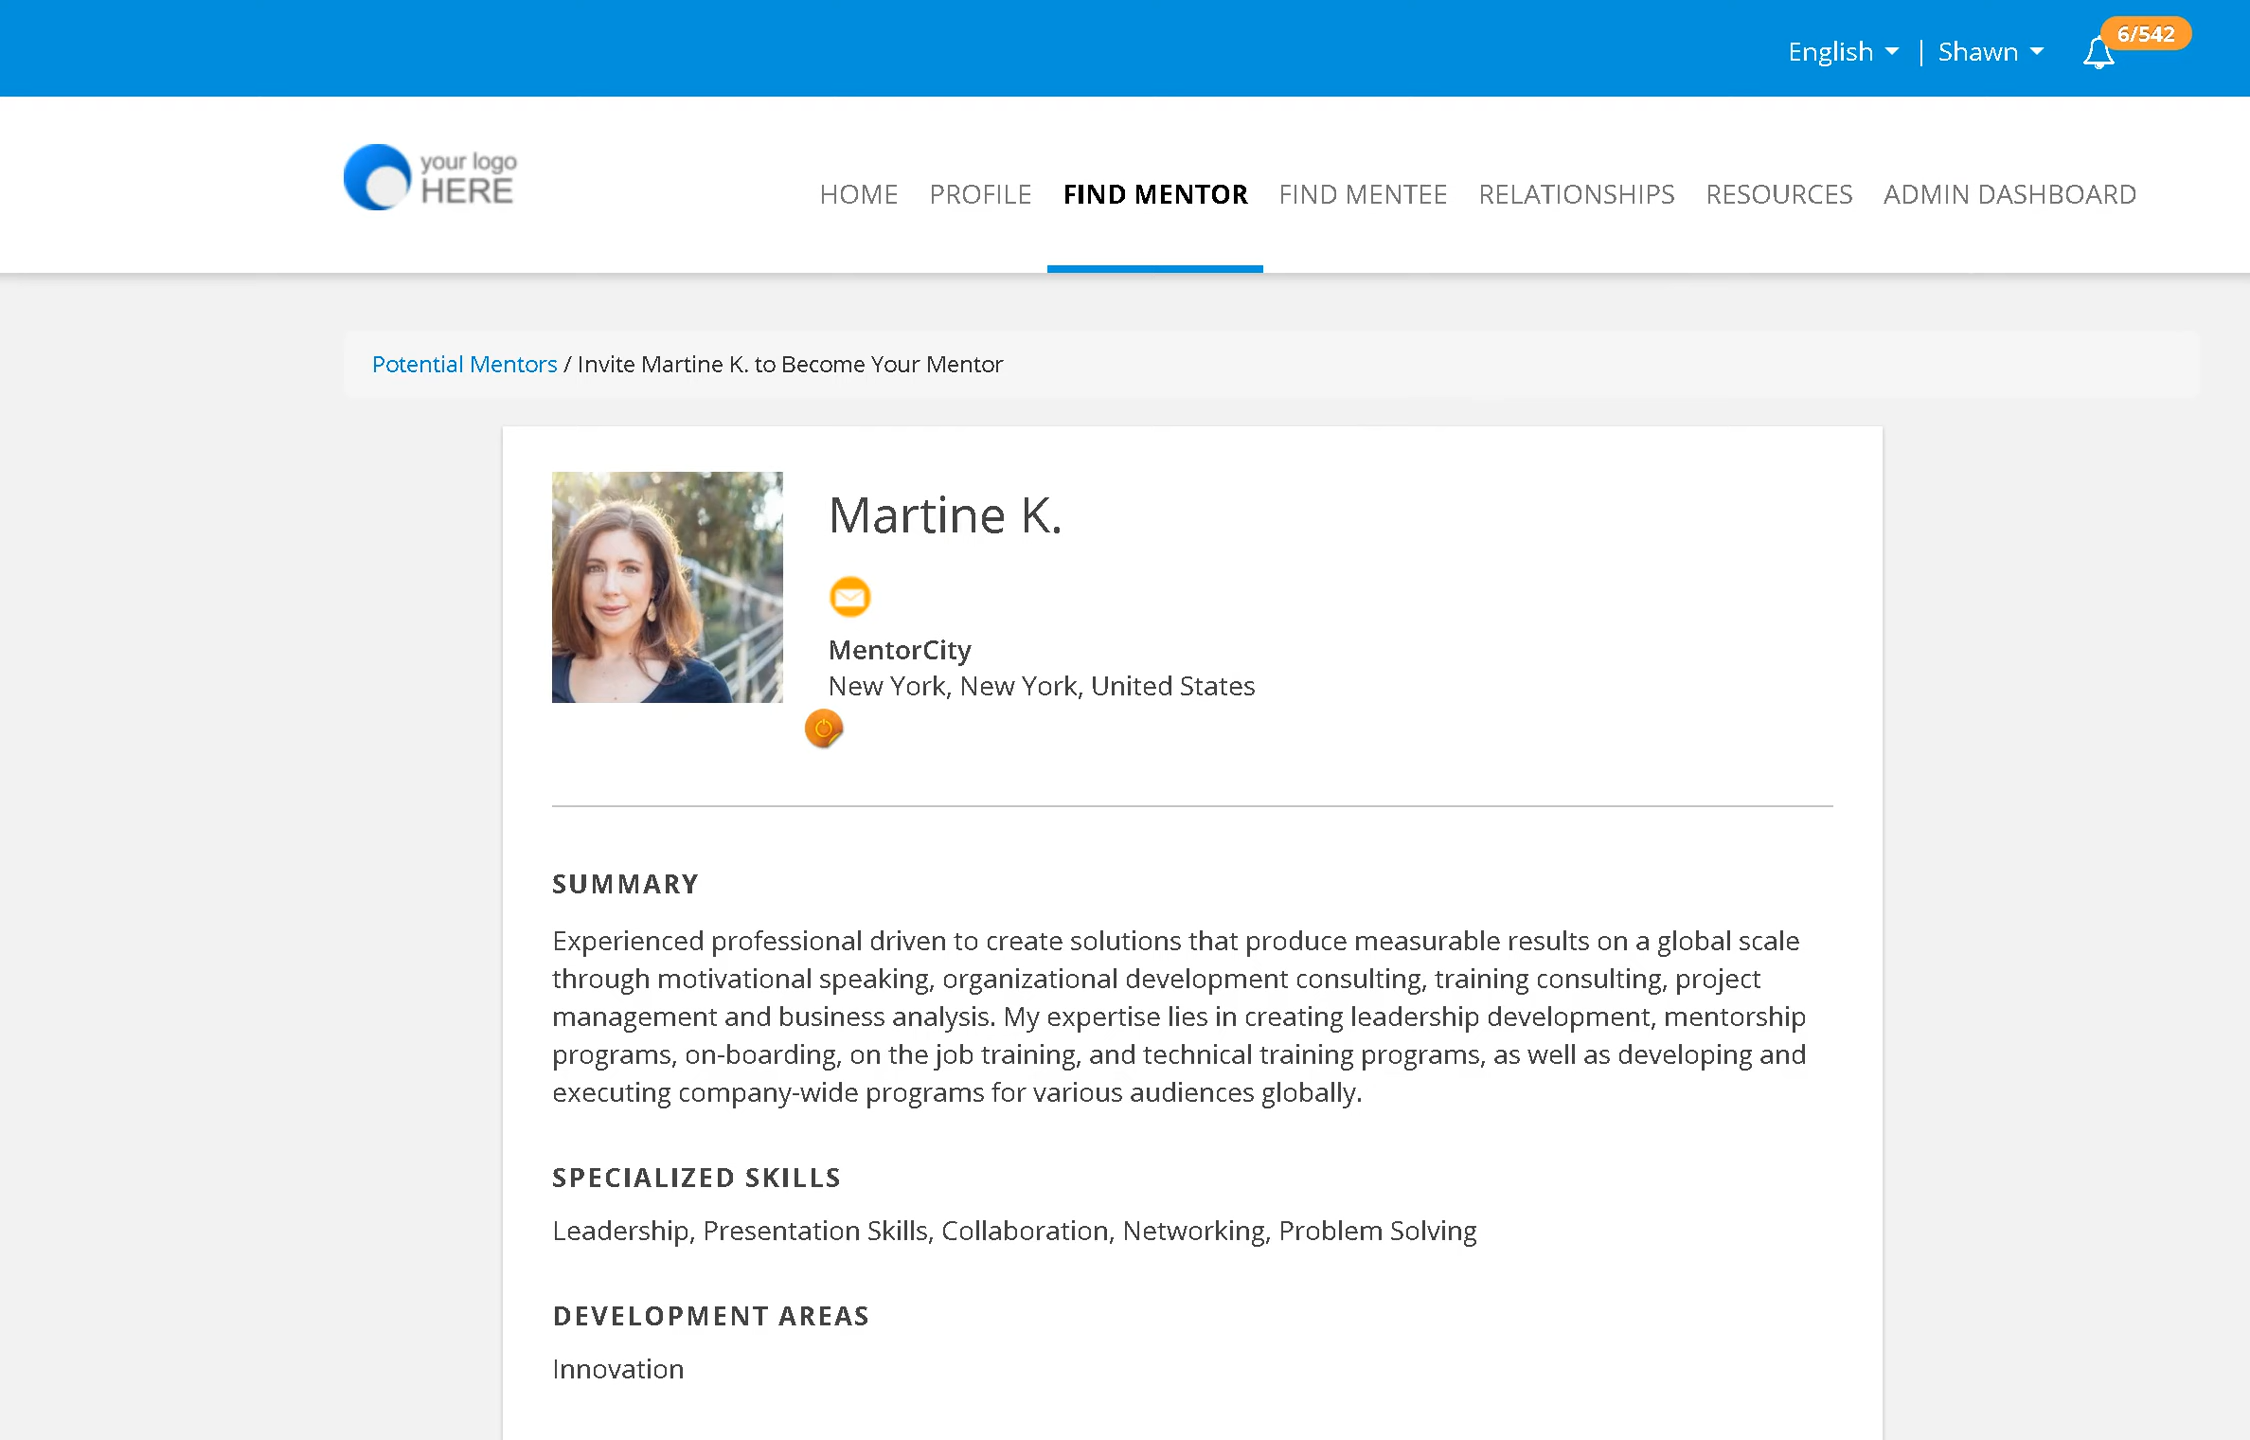 English | Shawn 6/542
your logo
HERE
HOME PROFILE FIND MENTOR FIND MENTEE RELATIONSHIPS RESOURCES ADMIN DASHBOARD
Potential Mentors / Invite Martine K. to Become Your Mentor
Martine K.
MentorCity
New York, New York, United States
SUMMARY
Experienced professional driven to create solutions that produce measurable results on a global scale
through motivational speaking, organizational development consulting, training consulting, project
management and business analysis. My expertise lies in creating leadership development, mentorship
programs, on-boarding, on the job training, and technical training programs, as well as developing and
executing company-wide programs for various audiences globally.
SPECIALIZED SKILLS
Leadership, Presentation Skills, Collaboration, Networking, Problem Solving
DEVELOPMENT AREAS
Innovation